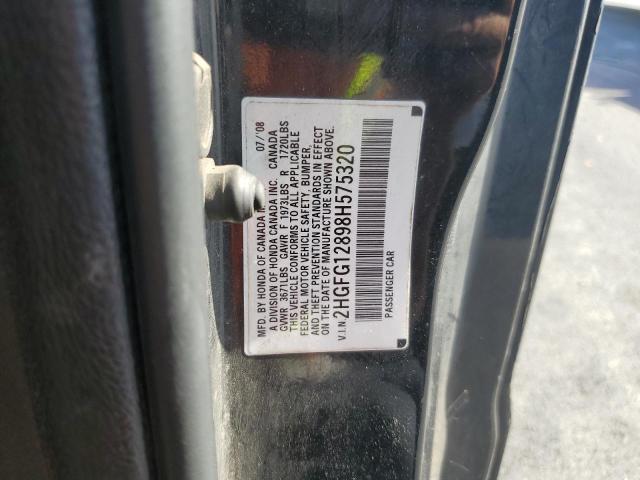 MFD. BY HONDA OF CANADA 07/'08
A DIVISION OF HONDA CANADA INC. CANADA
GVWR 3671LBS GAWR F 1973LBS R 1720LBS
THIS VEHICLE CONFORMS TO ALL APPLICABLE
FEDERAL MOTOR VEHICLE SAFETY, BUMPER,
AND THEFT PREVENTION STANDARDS IN EFFECT
ON THE DATE OF MANUFACTURE SHOWN ABOVE.
V.I.N. 2HGFG12898H575320
PASSENGER CAR